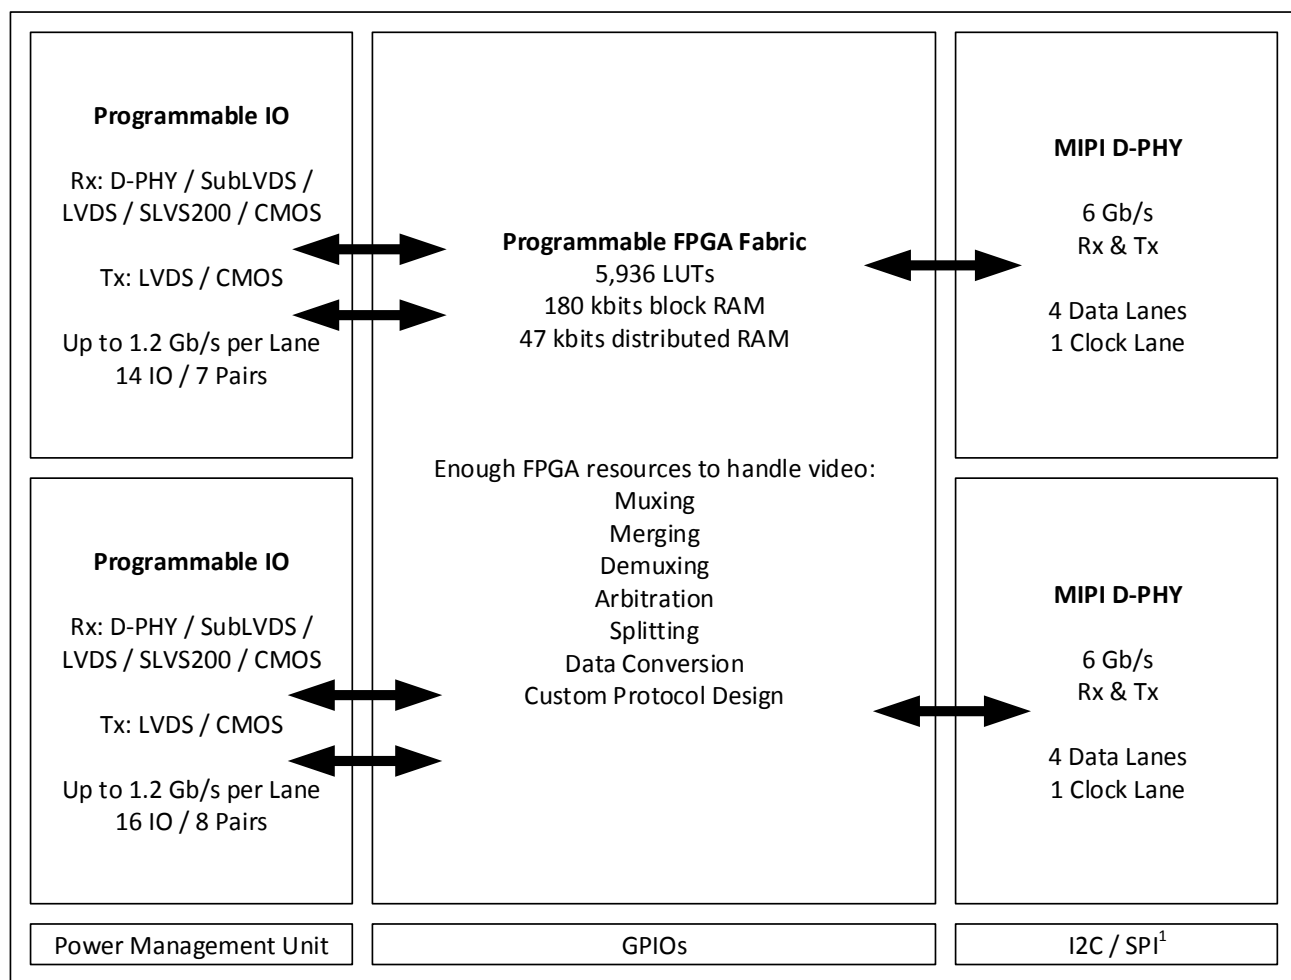 Programmable IO
Rx: D-PHY / SubLVDS /
LVDS / SLVS200 / CMOS
Tx: LVDS / CMOS
Up to 1.2 Gb/s per Lane
14 IO / 7 Pairs
Programmable IO
Rx: D-PHY / SubLVDS /
LVDS / SLVS200 / CMOS
Tx: LVDS / CMOS
Up to 1.2 Gb/s per Lane
16 IO / 8 Pairs
Programmable FPGA Fabric
5,936 LUTs
180 kbits block RAM
47 kbits distributed RAM
Enough FPGA resources to handle video:
Muxing
Merging
Demuxing
Arbitration
Splitting
Data Conversion
Custom Protocol Design
MIPI D-PHY
6 Gb/s
Rx & Tx
4 Data Lanes
1 Clock Lane
MIPI D-PHY
6 Gb/s
Rx & Tx
4 Data Lanes
1 Clock Lane
Power Management Unit
GPIOs
I2C / SPI¹